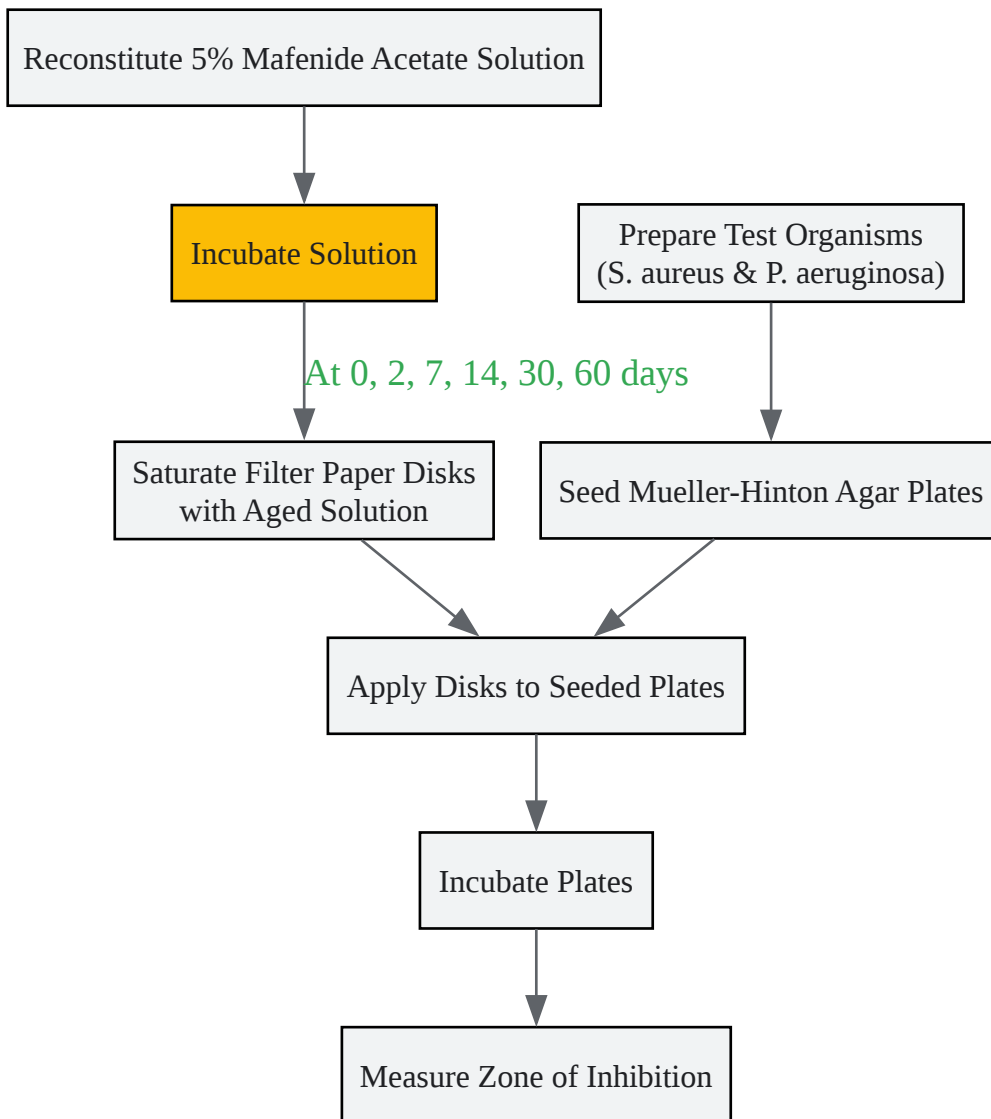 Reconstitute 5% Mafenide Acetate Solution
Incubate Solution
Prepare Test Organisms
(S. aureus & P. aeruginosa)
At 0, 2, 7, 14, 30, 60 days
Saturate Filter Paper Disks
with Aged Solution
Seed Mueller-Hinton Agar Plates
Apply Disks to Seeded Plates
Incubate Plates
Measure Zone of Inhibition